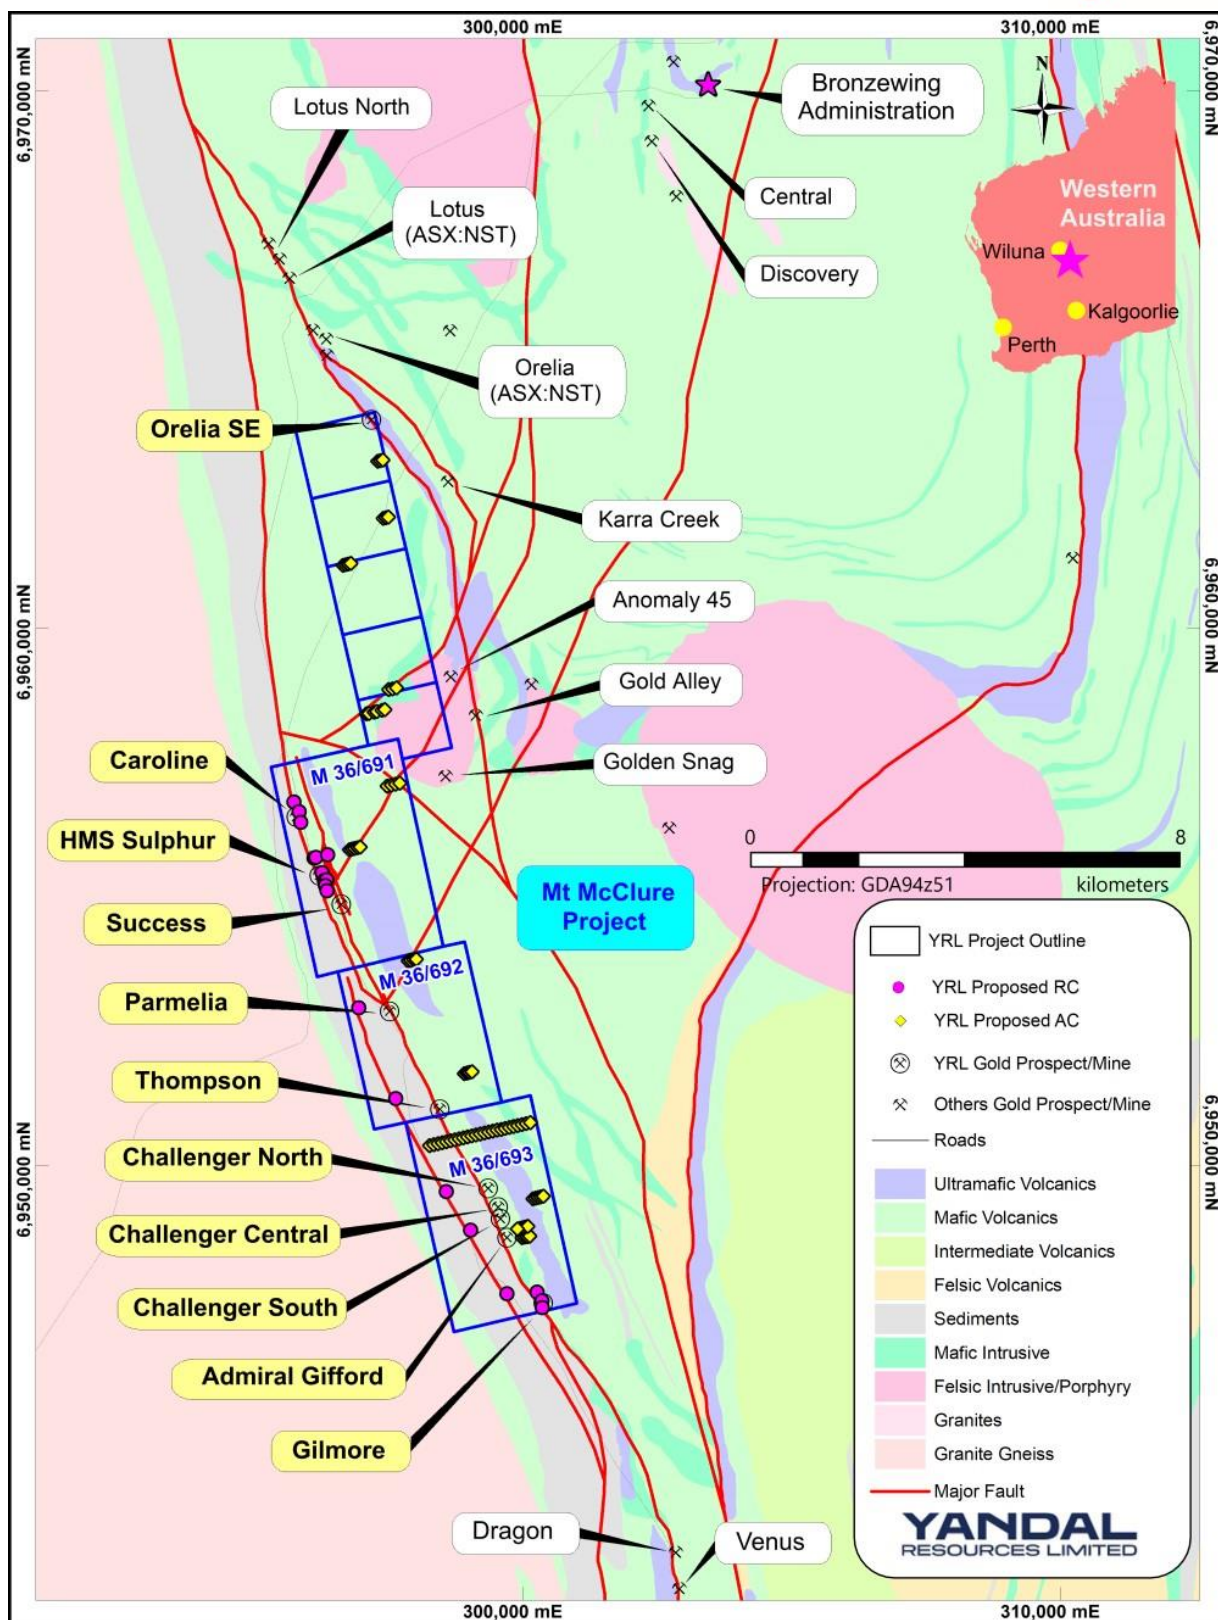 300,000 mE
310,000 mE
6,970,000 mN
6,970,000 mN
N
Lotus North
Bronzewing
Administration
Lotus
(ASX:NST)
Central
Western
Australia
Wiluna
Discovery
Kalgoorlie
Perth
Orelia
(ASX:NST)
Orelia SE
Karra Creek
Anomaly 45
6,960,000 mN
6,960,000 mN
Gold Alley
Caroline
M 36/691
Golden Snag
HMS Sulphur
0
8
Projection: GDA94z51
kilometers
Mt McClure
Project
Success
M 36/692
Parmelia
Thompson
Challenger North
M 36/693
6,950,000 mN
6,950,000 mN
Challenger Central
Challenger South
Admiral Gifford
Gilmore
Dragon
Venus
YRL Project Outline
YRL Proposed RC
YRL Proposed AC
YRL Gold Prospect/Mine
Others Gold Prospect/Mine
Roads
Ultramafic Volcanics
Mafic Volcanics
Intermediate Volcanics
Felsic Volcanics
Sediments
Mafic Intrusive
Felsic Intrusive/Porphyry
Granites
Granite Gneiss
Major Fault
YANDAL
RESOURCES LIMITED
300,000 mE
310,000 mE